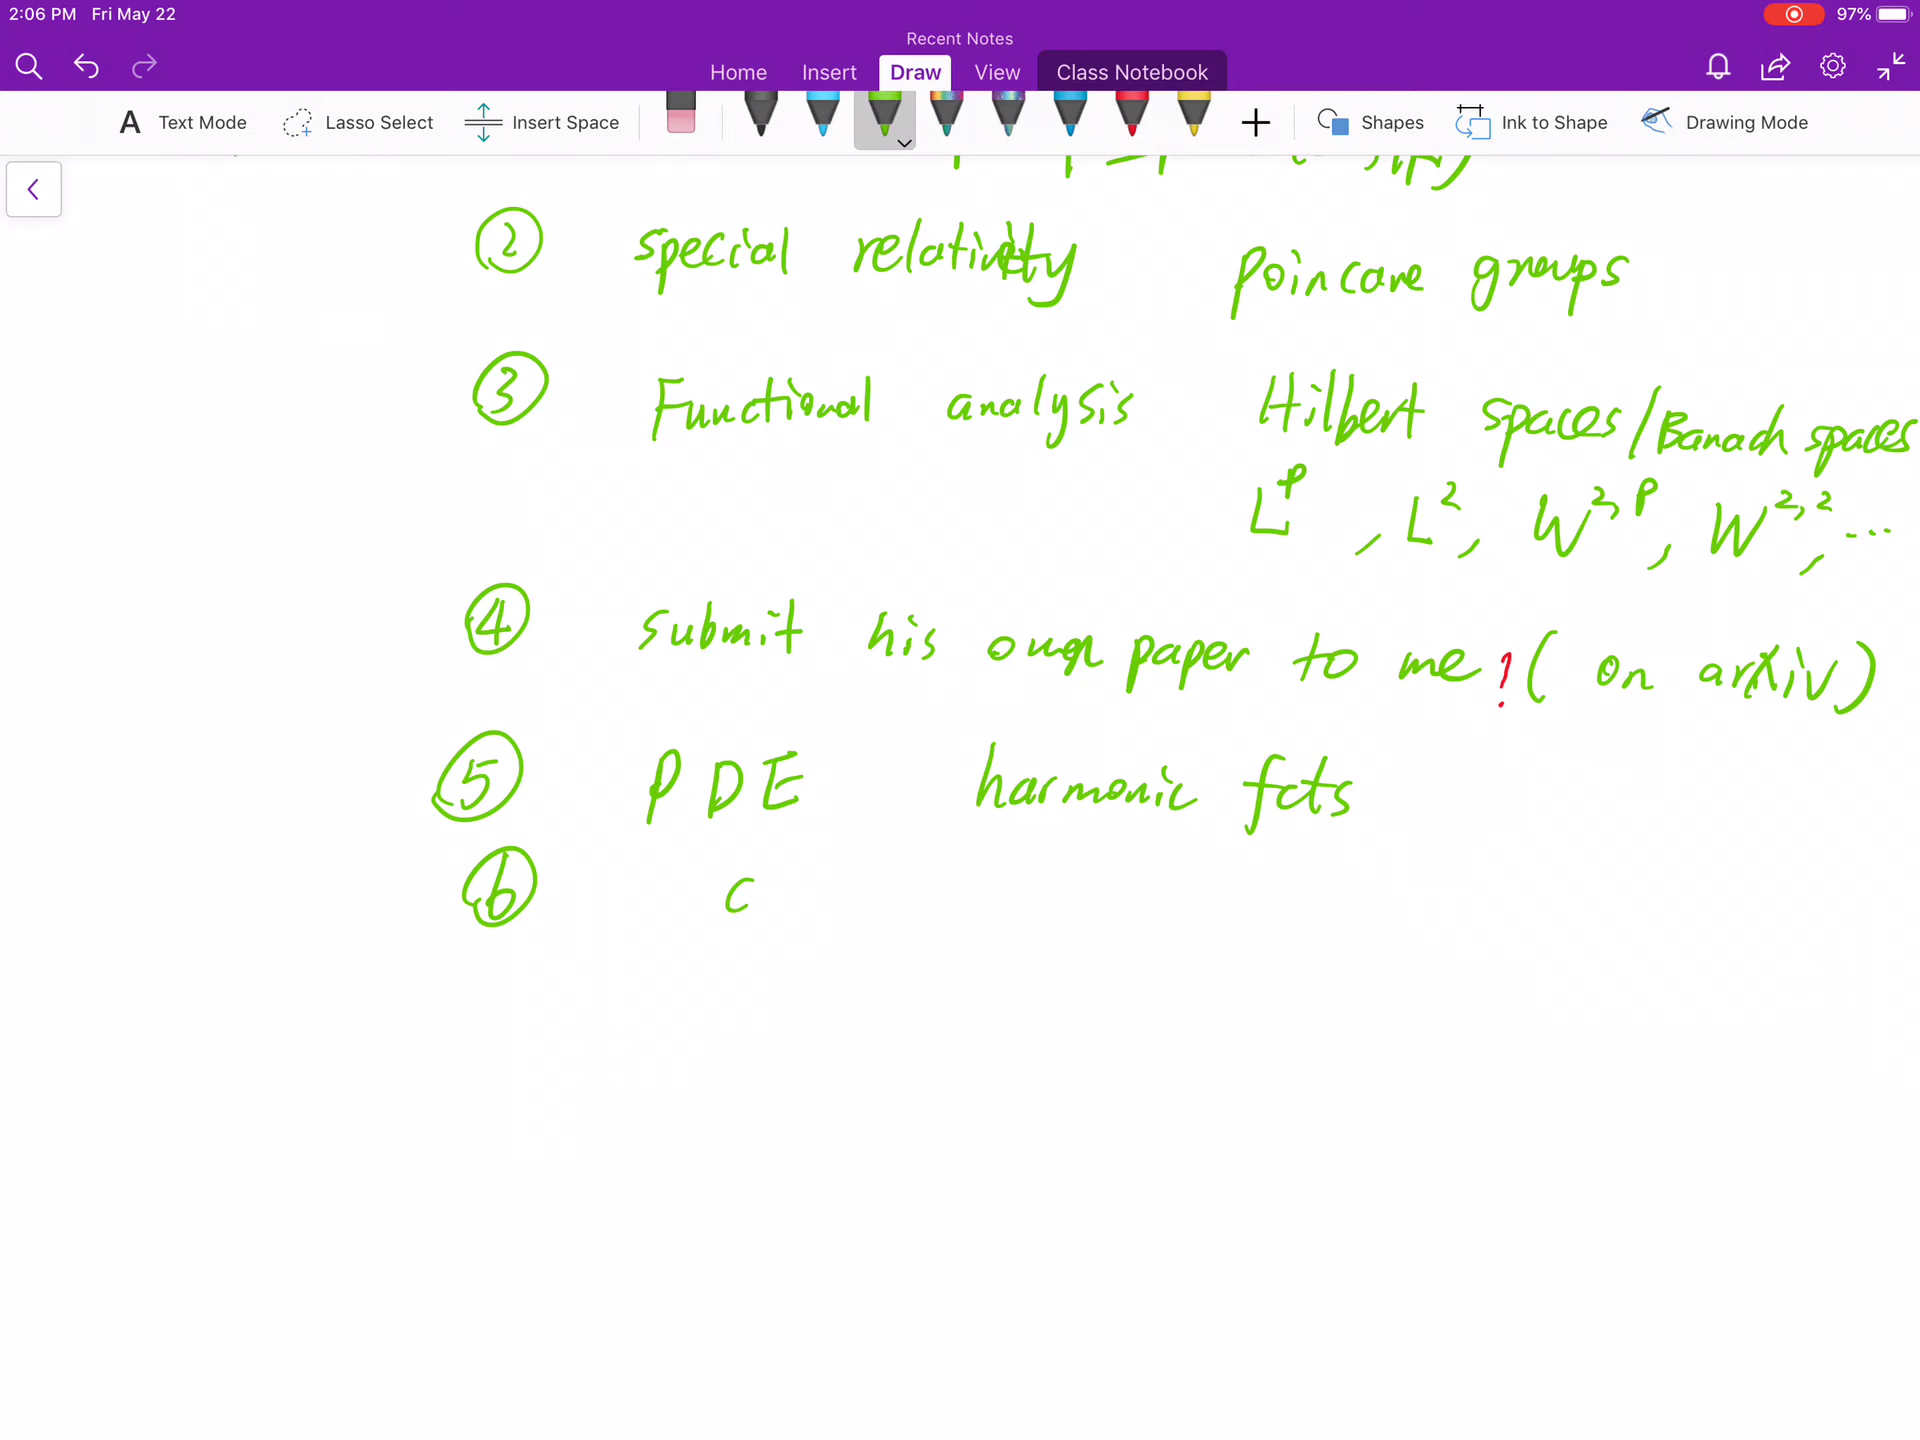 2:06 PM Fri May 22
97%
Recent Notes
Home Insert Draw View Class Notebook
A Text Mode Lasso Select Insert Space Shapes Ink to Shape Drawing Mode
② special relativity Poincare groups
③ Functional analysis Hilbert spaces/Banach spaces
L^p, L^2, W^{2,p}, W^{2,2}, ...
④ submit his own paper to me! (on arXiv)
⑤ PDE harmonic fcts
⑥ C